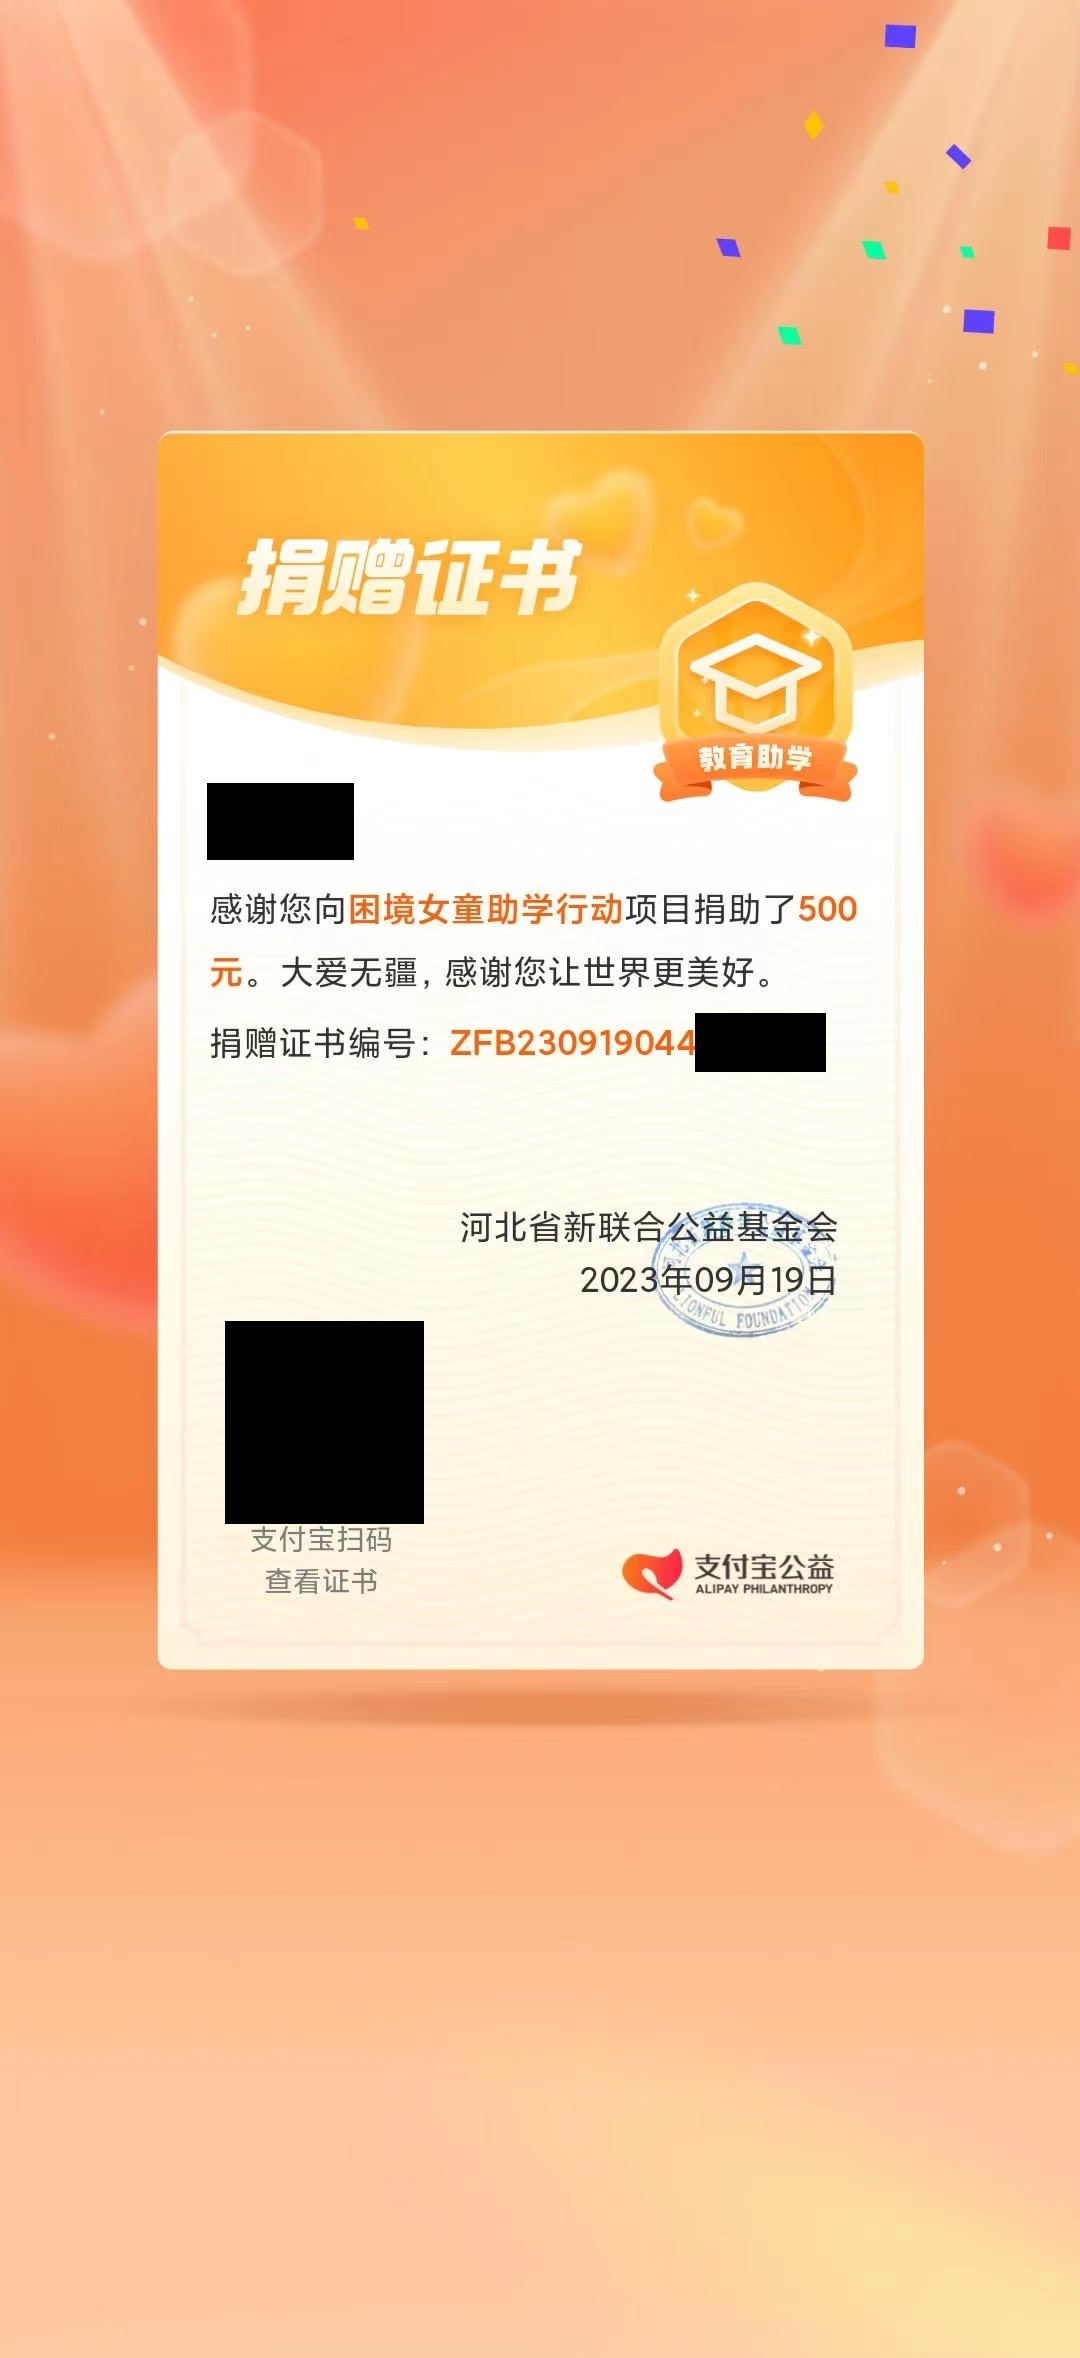 捐赠证书
教育助学
感谢您向困境女童助学行动项目捐助了500
元。大爱无疆，感谢您让世界更美好。
捐赠证书编号：ZFB230919044
河北省新联合公益基金会
2023年09月19日
LIONFUL FOUNDATION
支付宝扫码
查看证书
支付宝公益
ALIPAY PHILANTHROPY